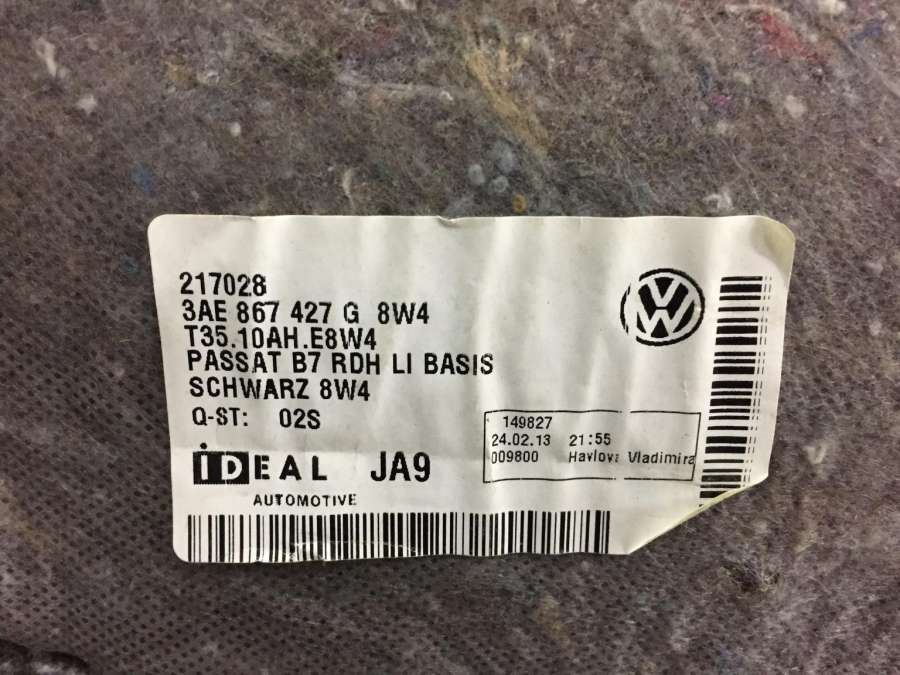 217028
3AE 867 427 G 8W4
T35.10AH.E8W4
PASSAT B7 RDH LI BASIS
SCHWARZ 8W4
Q-ST: 02S
149827
24.02.13 21:55
009800 Havlova Vladimira
iDEAL JA9
AUTOMOTIVE
VW